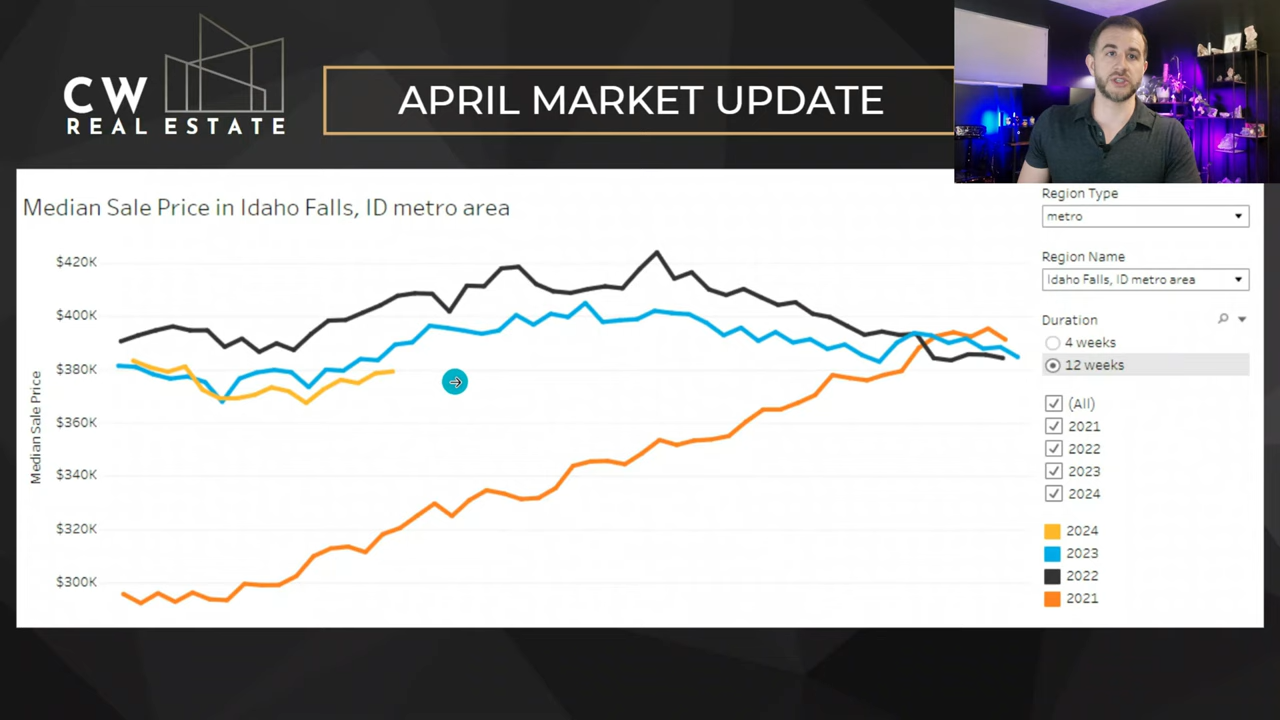 CW
REAL ESTATE
APRIL MARKET UPDATE
Median Sale Price in Idaho Falls, ID metro area
Median Sale Price
$420K
$400K
$380K
$360K
$340K
$320K
$300K
Region Type
metro
Region Name
Idaho Falls, ID metro area
Duration
4 weeks
12 weeks
(All)
2021
2022
2023
2024
2024
2023
2022
2021